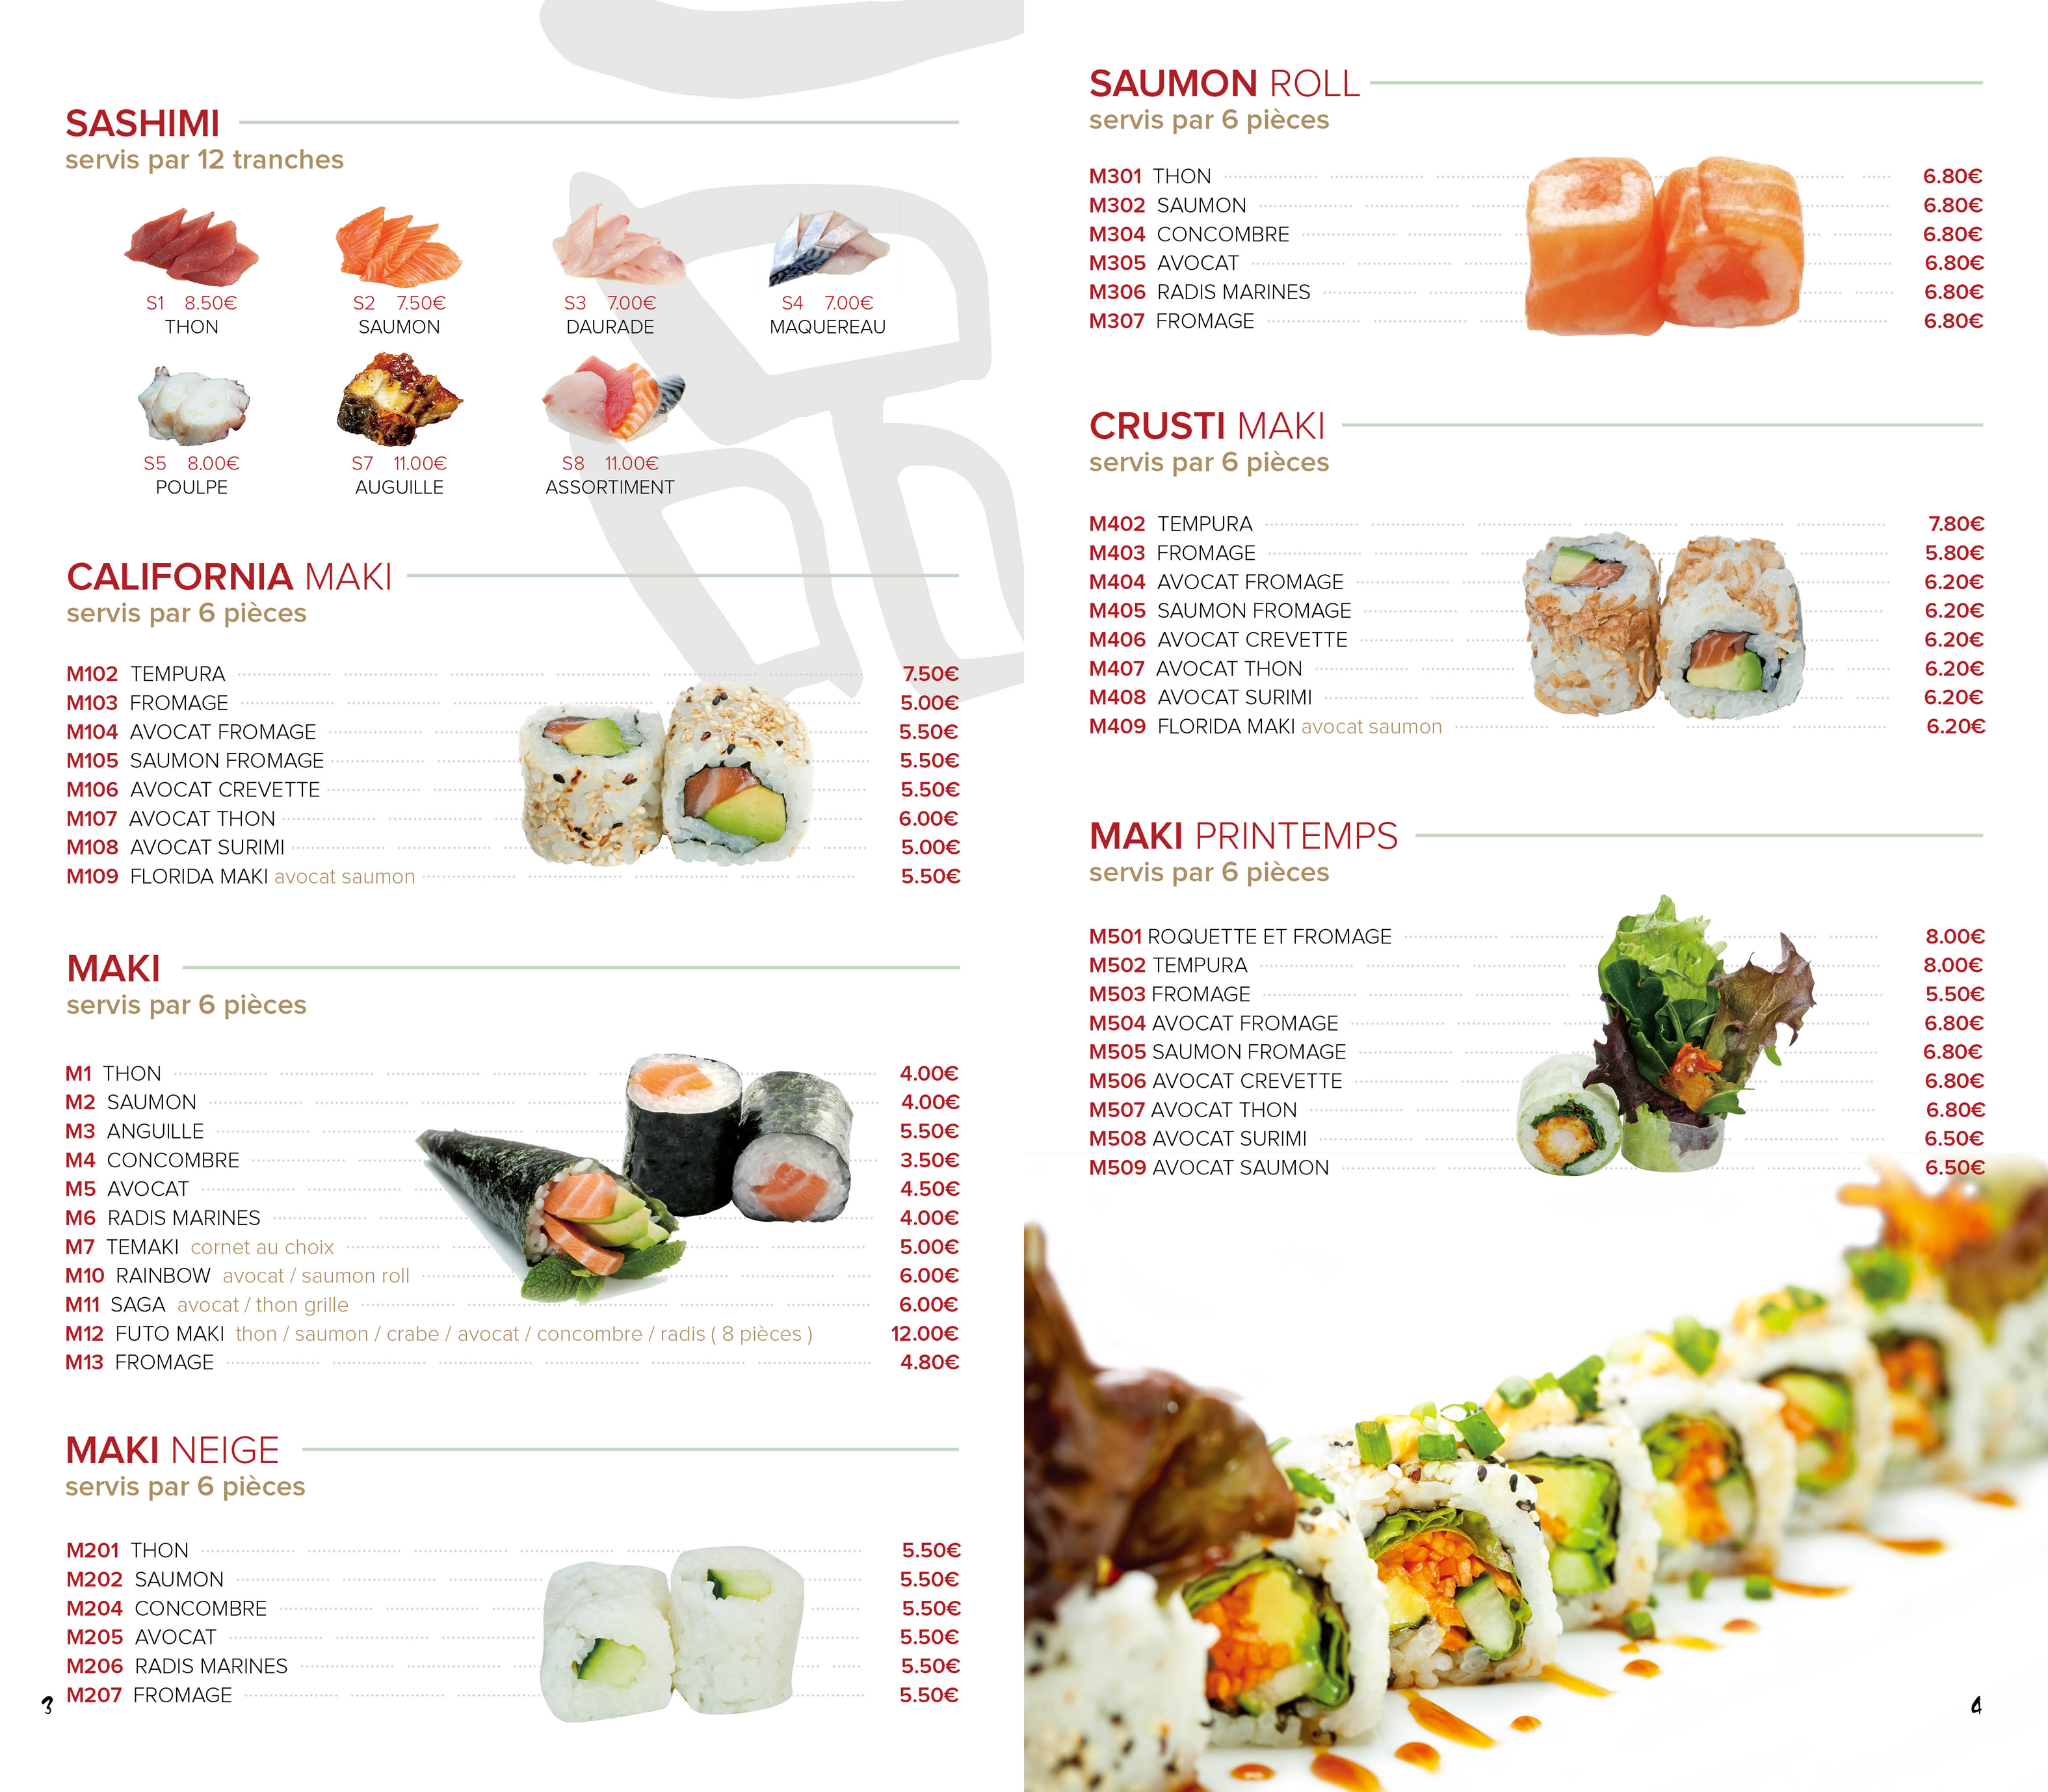 SASHIMI
servis par 12 tranches
S1 8.50€
THON
S2 7.50€
SAUMON
S3 7.00€
DAURADE
S4 7.00€
MAQUEREAU
S5 8.00€
POULPE
S7 11.00€
AUGUILLE
S8 11.00€
ASSORTIMENT
CALIFORNIA MAKI
servis par 6 pièces
M102 TEMPURA 7.50€
M103 FROMAGE 5.00€
M104 AVOCAT FROMAGE 5.50€
M105 SAUMON FROMAGE 5.50€
M106 AVOCAT CREVETTE 5.50€
M107 AVOCAT THON 6.00€
M108 AVOCAT SURIMI 5.00€
M109 FLORIDA MAKI avocat saumon 5.50€
MAKI
servis par 6 pièces
M1 THON 4.00€
M2 SAUMON 4.00€
M3 ANGUILLE 5.50€
M4 CONCOMBRE 3.50€
M5 AVOCAT 4.50€
M6 RADIS MARINES 4.00€
M7 TEMAKI cornet au choix 5.00€
M10 RAINBOW avocat / saumon roll 6.00€
M11 SAGA avocat / thon grille 6.00€
M12 FUTO MAKI thon / saumon / crabe / avocat / concombre / radis ( 8 pièces ) 12.00€
M13 FROMAGE 4.80€
MAKI NEIGE
servis par 6 pièces
M201 THON 5.50€
M202 SAUMON 5.50€
M204 CONCOMBRE 5.50€
M205 AVOCAT 5.50€
M206 RADIS MARINES 5.50€
M207 FROMAGE 5.50€
3
SAUMON ROLL
servis par 6 pièces
M301 THON 6.80€
M302 SAUMON 6.80€
M304 CONCOMBRE 6.80€
M305 AVOCAT 6.80€
M306 RADIS MARINES 6.80€
M307 FROMAGE 6.80€
CRUSTI MAKI
servis par 6 pièces
M402 TEMPURA 7.80€
M403 FROMAGE 5.80€
M404 AVOCAT FROMAGE 6.20€
M405 SAUMON FROMAGE 6.20€
M406 AVOCAT CREVETTE 6.20€
M407 AVOCAT THON 6.20€
M408 AVOCAT SURIMI 6.20€
M409 FLORIDA MAKI avocat saumon 6.20€
MAKI PRINTEMPS
servis par 6 pièces
M501 ROQUETTE ET FROMAGE 8.00€
M502 TEMPURA 8.00€
M503 FROMAGE 5.50€
M504 AVOCAT FROMAGE 6.80€
M505 SAUMON FROMAGE 6.80€
M506 AVOCAT CREVETTE 6.80€
M507 AVOCAT THON 6.80€
M508 AVOCAT SURIMI 6.50€
M509 AVOCAT SAUMON 6.50€
4